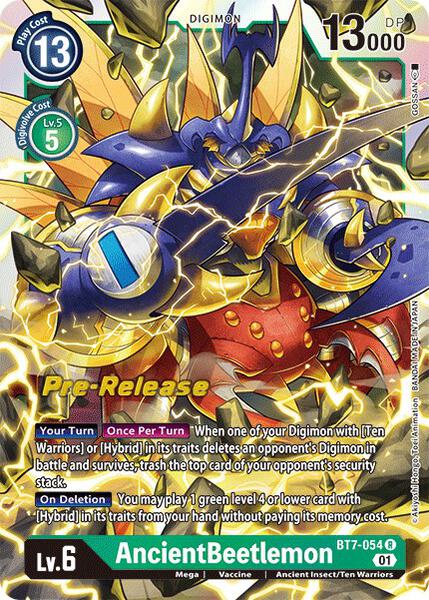 DIGIMON
Play Cost
13
DP
13000
Digivolve Cost
Lv.5
5
GOSSAN
©Akiyoshi Hongo, Toei Animation BANDAI MADE IN JAPAN
Pre-Release
Your Turn Once Per Turn When one of your Digimon with [Ten
Warriors] or [Hybrid] in its traits deletes an opponent's Digimon in
battle and survives, trash the top card of your opponent's security
stack.
On Deletion You may play 1 green level 4 or lower card with
[Hybrid] in its traits from your hand without paying its memory cost.
Lv.6
AncientBeetlemon
BT7-054 R
01
Mega | Vaccine | Ancient Insect/Ten Warriors